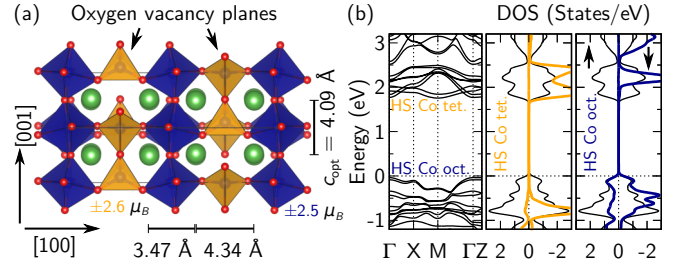 (a) Oxygen vacancy planes
[001]
c_opt = 4.09 Å
±2.6 μ_B
±2.5 μ_B
[100]
3.47 Å
4.34 Å
(b) DOS (States/eV)
Energy (eV)
3
2
1
0
-1
HS Co tet.
HS Co oct.
HS Co tet.
HS Co oct.
Γ X M ΓZ
2 0 -2
2 0 -2